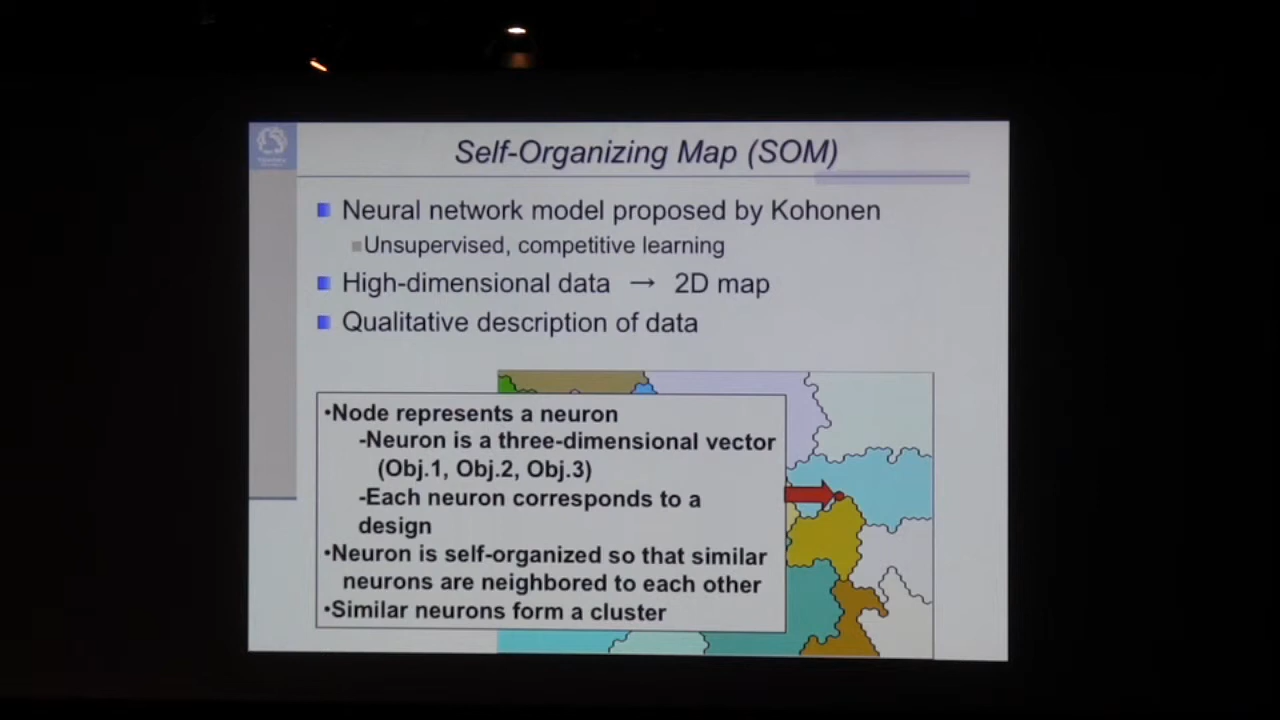 Self-Organizing Map (SOM)
Neural network model proposed by Kohonen
Unsupervised, competitive learning
High-dimensional data → 2D map
Qualitative description of data
•Node represents a neuron
-Neuron is a three-dimensional vector
(Obj.1, Obj.2, Obj.3)
-Each neuron corresponds to a
design
•Neuron is self-organized so that similar
neurons are neighbored to each other
•Similar neurons form a cluster